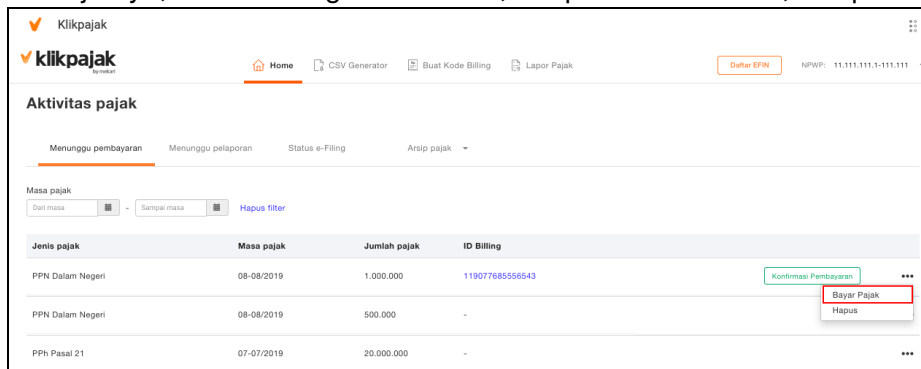 Klikpajak
klikpajak
by mekari
Home CSV Generator Buat Kode Billing Lapor Pajak Daftar EFIN NPWP: 11.111.111.1-111.111
Aktivitas pajak
Menunggu pembayaran Menunggu pelaporan Status e-Filing Arsip pajak
Masa pajak
Dari masa - Sampai masa Hapus filter
Jenis pajak Masa pajak Jumlah pajak ID Billing
PPN Dalam Negeri 08-08/2019 1.000.000 119077685556543 Konfirmasi Pembayaran
Bayar Pajak
Hapus
PPN Dalam Negeri 08-08/2019 500.000 -
PPh Pasal 21 07-07/2019 20.000.000 -